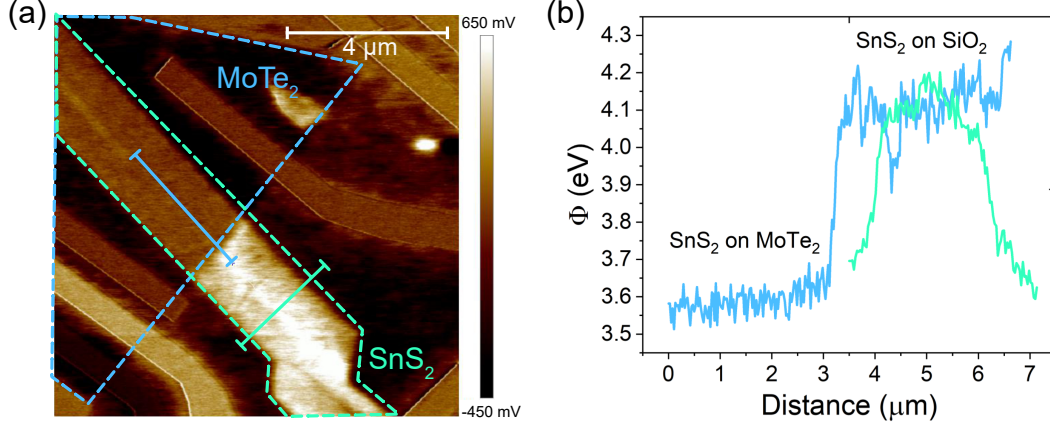 (a)
650 mV
4 μm
MoTe₂
SnS₂
-450 mV
(b)
4.3
4.2
4.1
4.0
3.9
3.8
3.7
3.6
3.5
Φ (eV)
SnS₂ on SiO₂
SnS₂ on MoTe₂
0 1 2 3 4 5 6 7
Distance (μm)